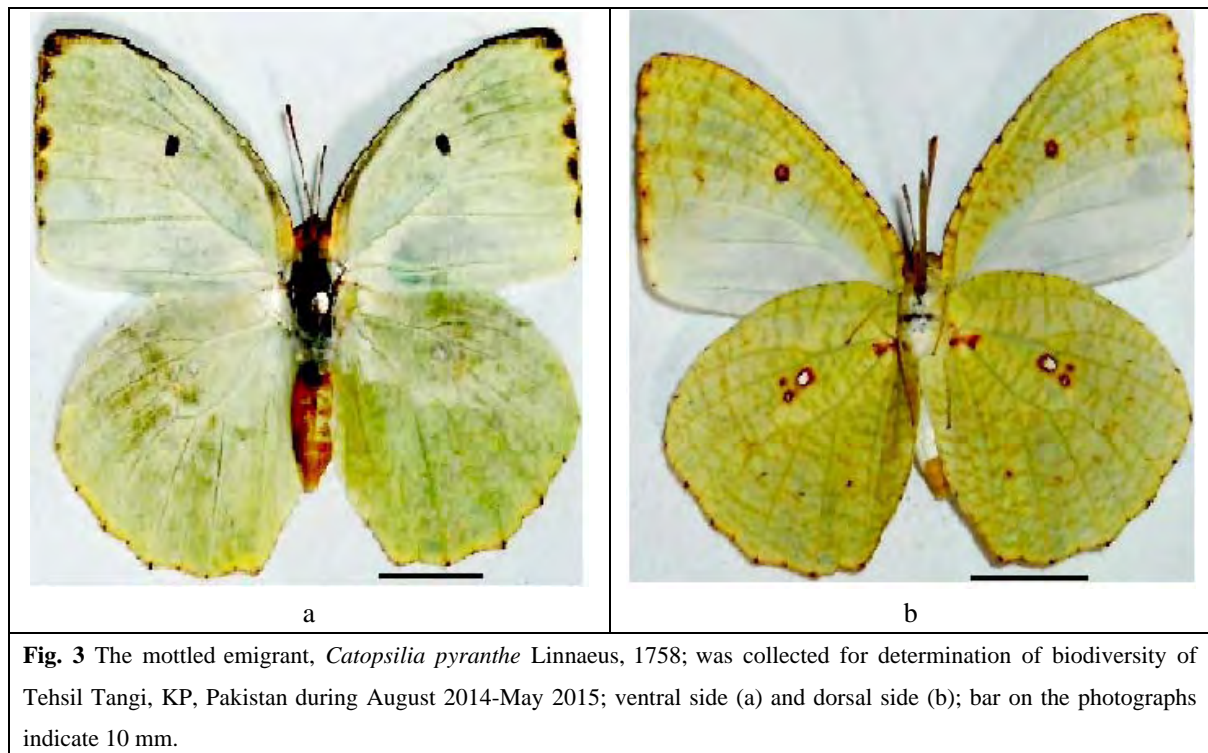 a
b
Fig. 3 The mottled emigrant, Catopsilia pyranthe Linnaeus, 1758; was collected for determination of biodiversity of
Tehsil Tangi, KP, Pakistan during August 2014-May 2015; ventral side (a) and dorsal side (b); bar on the photographs
indicate 10 mm.